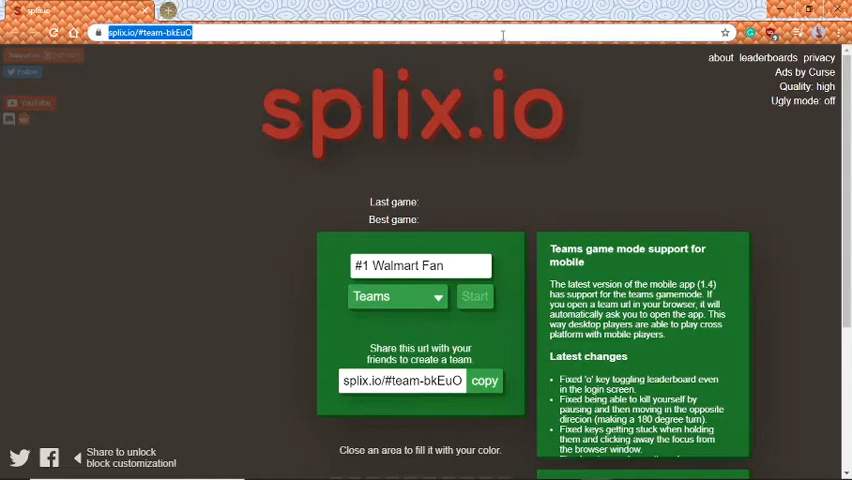 splix.io
splix.io/#team-bkEuO
Follow
YouTube
about leaderboards privacy
Ads by Curse
Quality: high
Ugly mode: off
splix.io
Last game:
Best game:
#1 Walmart Fan
Teams
Start
Share this url with your
friends to create a team.
splix.io/#team-bkEuO
copy
Close an area to fill it with your color.
Teams game mode support for
mobile
The latest version of the mobile app (1.4)
has support for the teams gamemode. If
you open a team url in your browser, it will
automatically ask you to open the app. This
way desktop players are able to play cross
platform with mobile players.
Latest changes
Fixed 'o' key toggling leaderboard even
in the login screen.
Fixed being able to kill yourself by
pausing and then moving in the opposite
direcion (making a 180 degree turn).
Fixed keys getting stuck when holding
them and clicking away the focus from
the browser window.
Share to unlock
block customization!